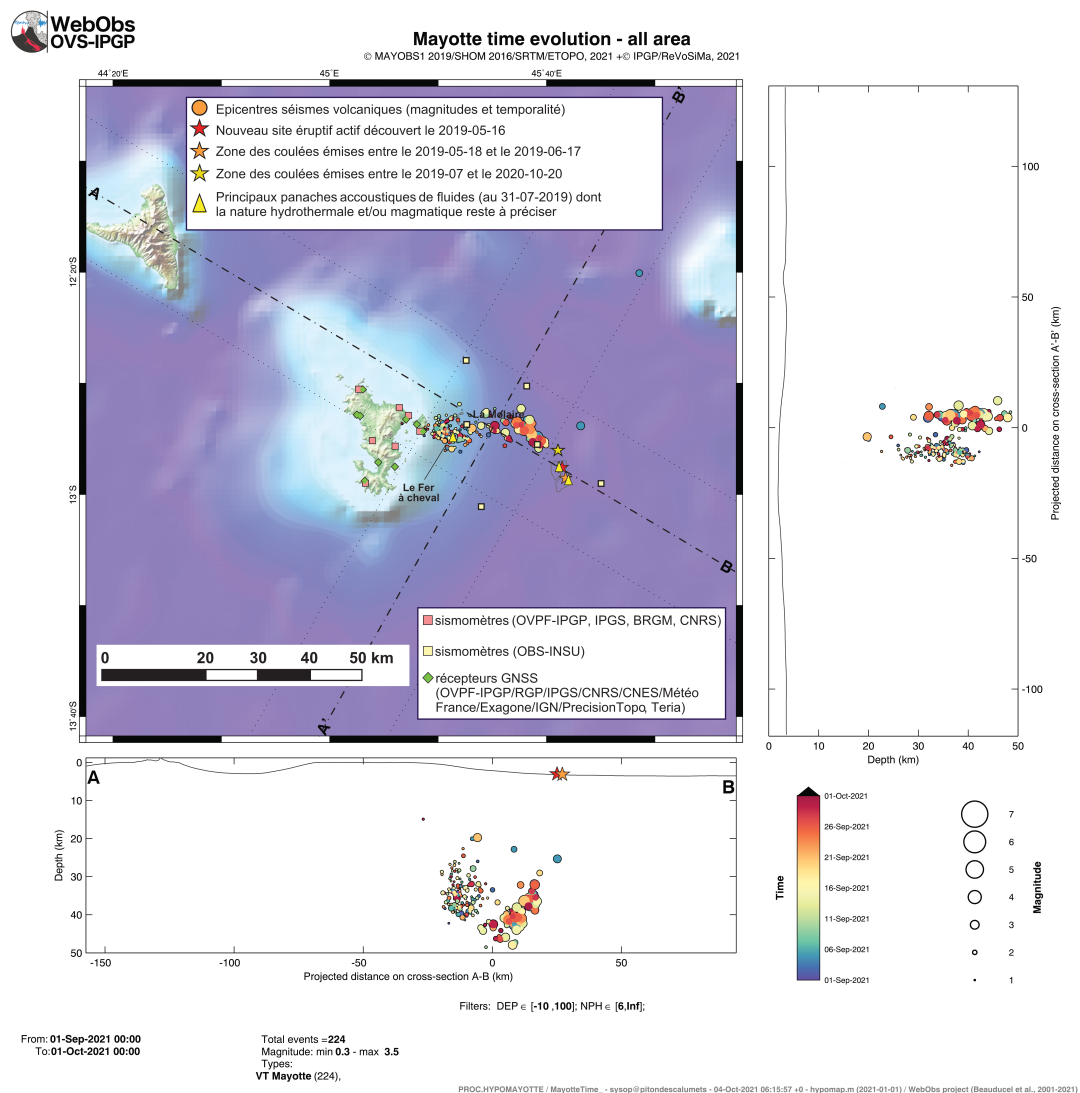 WebObs
OVS-IPGP
Mayotte time evolution - all area
© MAYOBS1 2019/SHOM 2016/SRTM/ETOPO, 2021 +© IPGP/ReVoSiMa, 2021
44°20'E
45°E
45°40'E
12°20'S
13°S
13°40'S
Epicentres séismes volcaniques (magnitudes et temporalité)
Nouveau site éruptif actif découvert le 2019-05-16
Zone des coulées émises entre le 2019-05-18 et le 2019-06-17
Zone des coulées émises entre le 2019-07 et le 2020-10-20
Principaux panaches accoustiques de fluides (au 31-07-2019) dont
la nature hydrothermale et/ou magmatique reste à préciser
A
B'
La Molaire
Le Fer
à cheval
B
A'
sismomètres (OVPF-IPGP, IPGS, BRGM, CNRS)
sismomètres (OBS-INSU)
récepteurs GNSS
(OVPF-IPGP/RGP/IPGS/CNRS/CNES/Météo
France/Exagone/IGN/PrecisionTopo, Teria)
0 20 30 40 50 km
100
50
0
-50
-100
Projected distance on cross-section A'-B' (km)
0 10 20 30 40 50
Depth (km)
A
B
0
10
20
30
40
50
Depth (km)
-150 -100 -50 0 50
Projected distance on cross-section A-B (km)
Time
01-Oct-2021
26-Sep-2021
21-Sep-2021
16-Sep-2021
11-Sep-2021
06-Sep-2021
01-Sep-2021
7
6
5
4
3
2
1
Magnitude
Filters: DEP ∈ [-10 ,100]; NPH ∈ [6,Inf];
From: 01-Sep-2021 00:00
To:01-Oct-2021 00:00
Total events =224
Magnitude: min 0.3 - max 3.5
Types:
VT Mayotte (224),
PROC.HYPOMAYOTTE / MayotteTime_ - sysop@pitondescalumets - 04-Oct-2021 06:15:57 +0 - hypomap.m (2021-01-01) / WebObs project (Beauducel et al., 2001-2021)